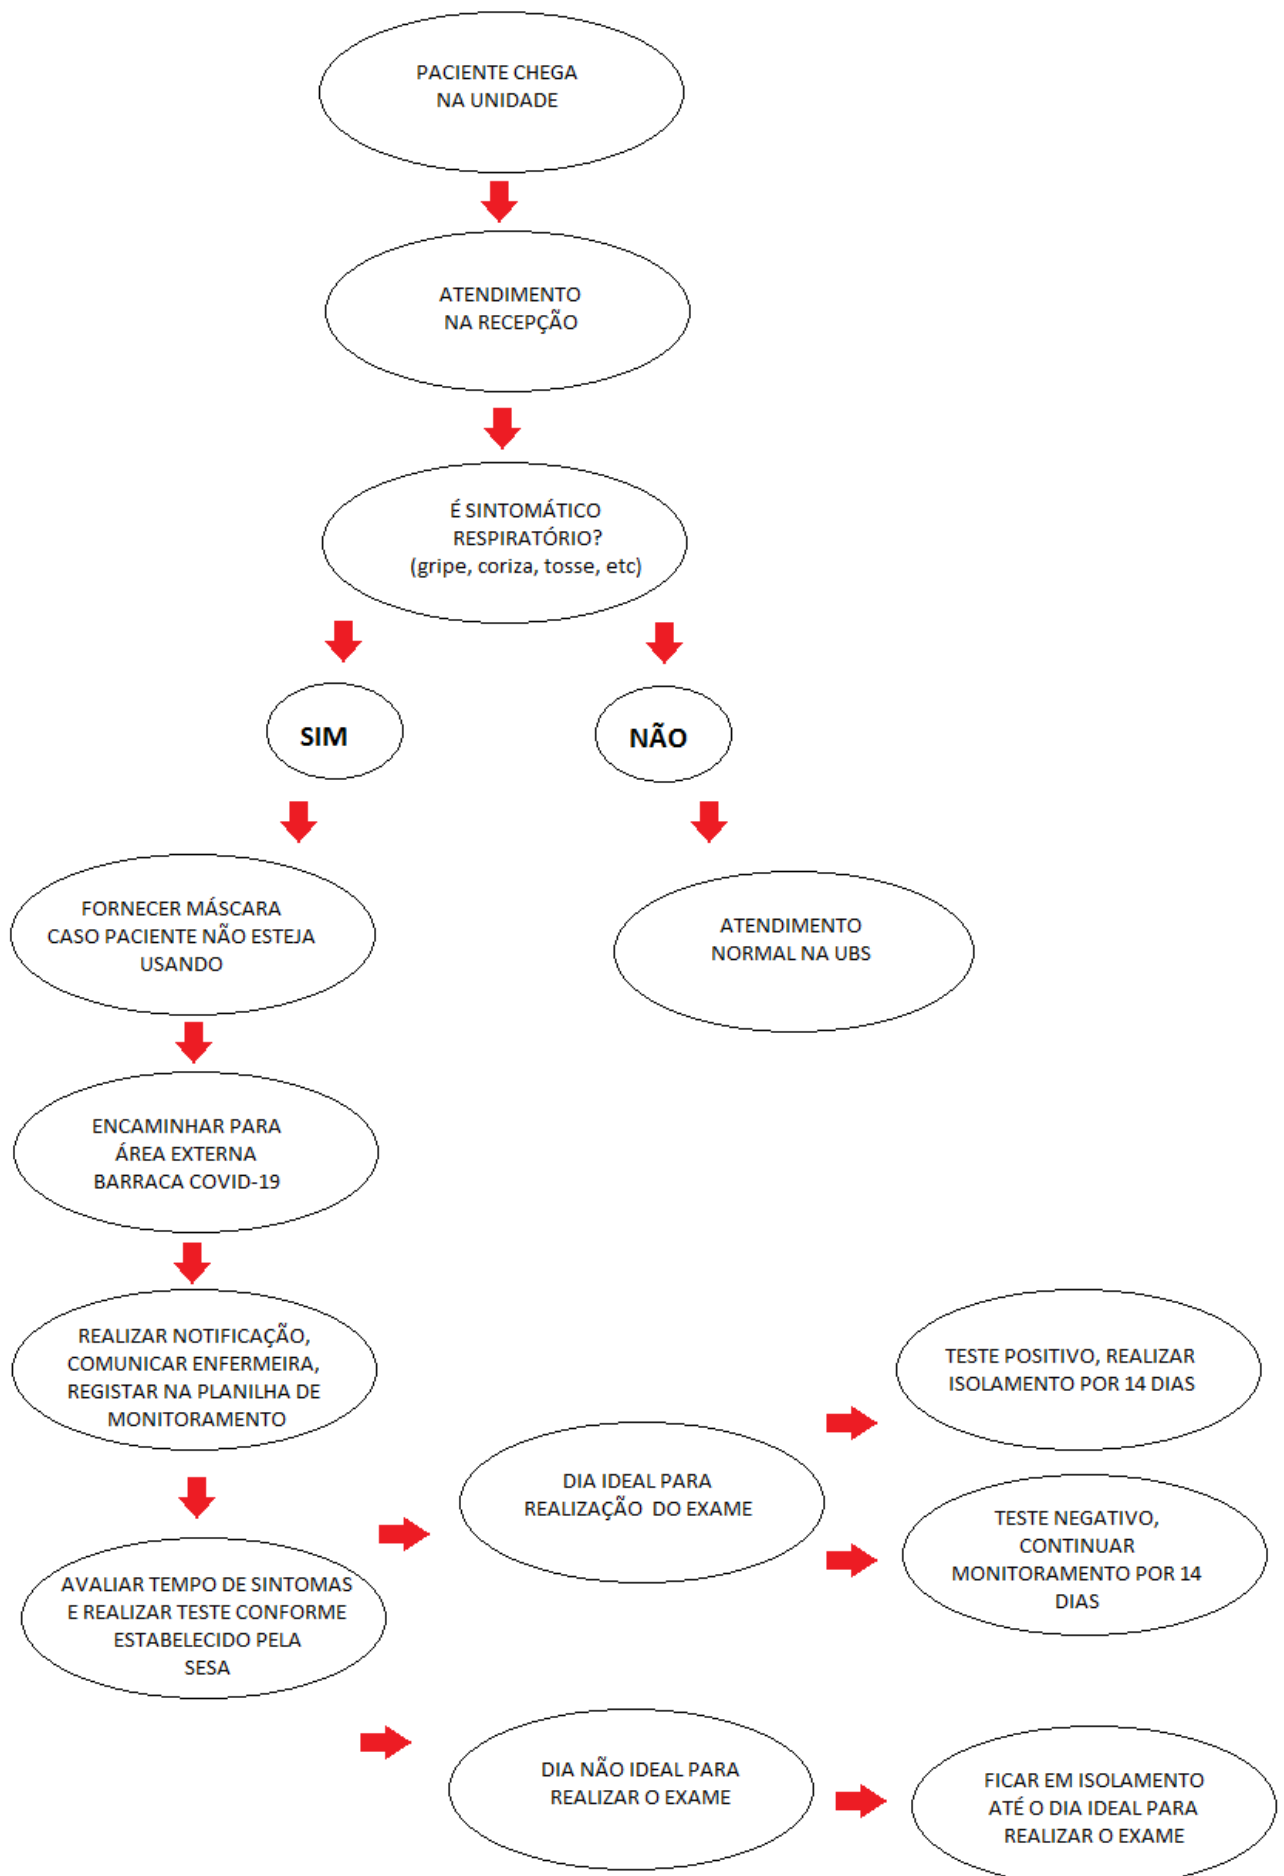 PACIENTE CHEGA
NA UNIDADE
ATENDIMENTO
NA RECEPÇÃO
É SINTOMÁTICO
RESPIRATÓRIO?
(gripe, coriza, tosse, etc)
SIM
NÃO
FORNECER MÁSCARA
CASO PACIENTE NÃO ESTEJA
USANDO
ATENDIMENTO
NORMAL NA UBS
ENCAMINHAR PARA
ÁREA EXTERNA
BARRACA COVID-19
REALIZAR NOTIFICAÇÃO,
COMUNICAR ENFERMEIRA,
REGISTAR NA PLANILHA DE
MONITORAMENTO
AVALIAR TEMPO DE SINTOMAS
E REALIZAR TESTE CONFORME
ESTABELECIDO PELA
SESA
DIA IDEAL PARA
REALIZAÇÃO DO EXAME
TESTE POSITIVO, REALIZAR
ISOLAMENTO POR 14 DIAS
TESTE NEGATIVO,
CONTINUAR
MONITORAMENTO POR 14
DIAS
DIA NÃO IDEAL PARA
REALIZAR O EXAME
FICAR EM ISOLAMENTO
ATÉ O DIA IDEAL PARA
REALIZAR O EXAME